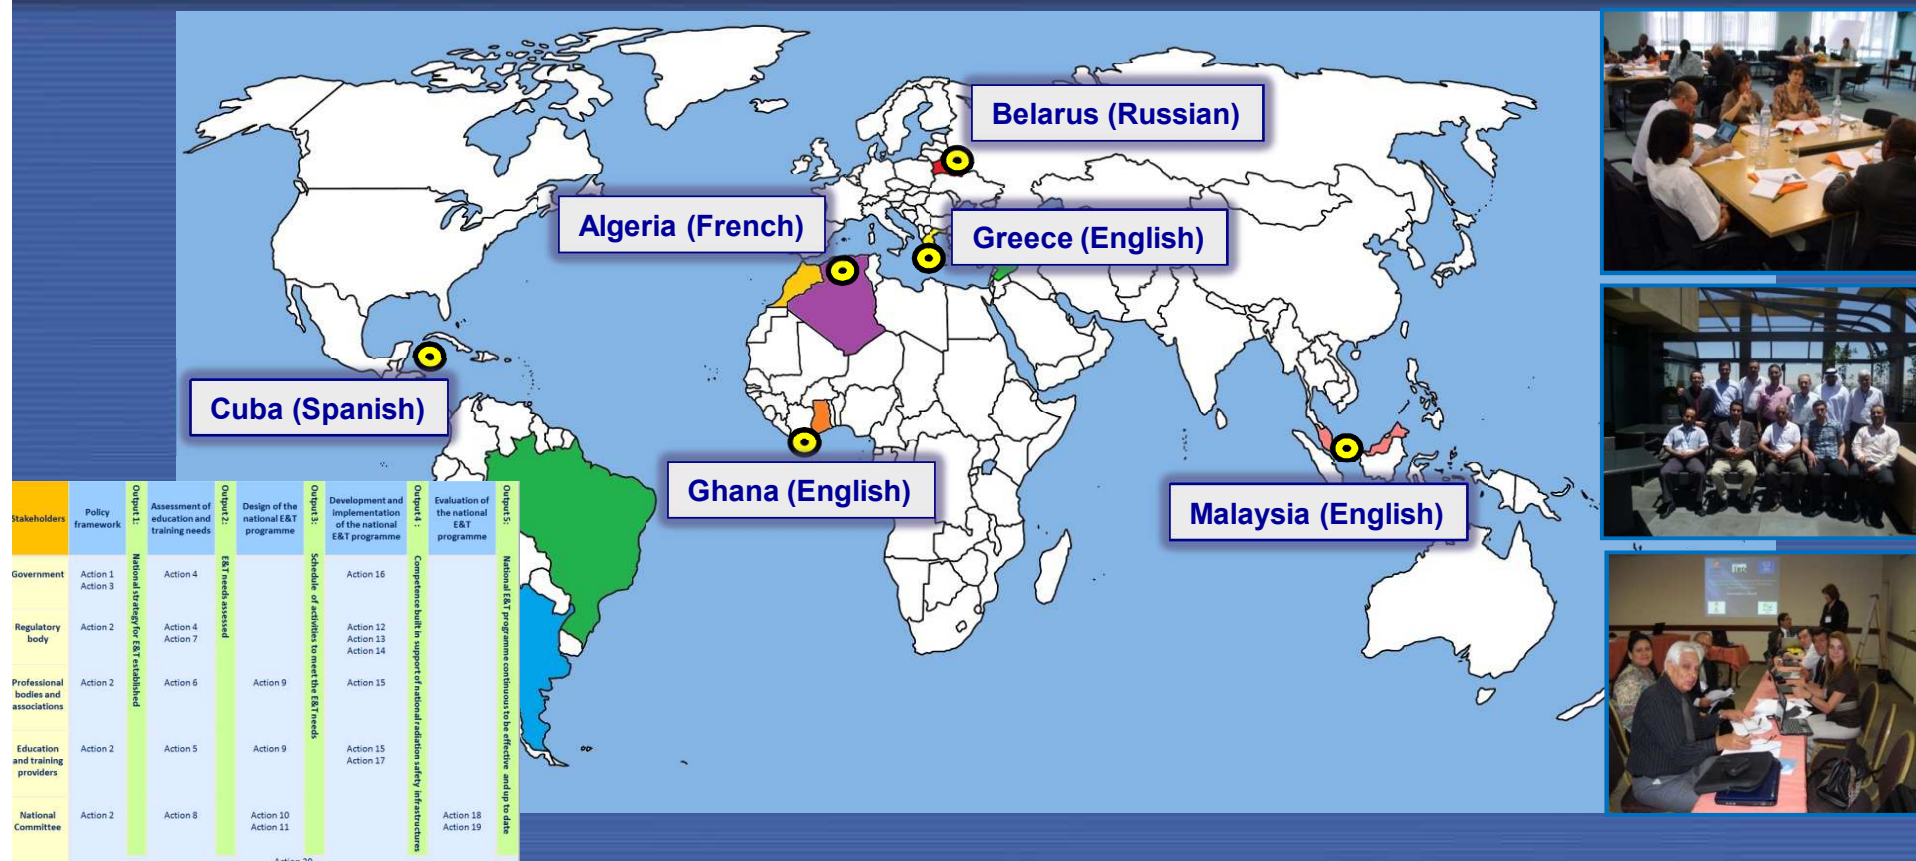 Belarus (Russian)
Algeria (French)
Greece (English)
Cuba (Spanish)
Ghana (English)
Malaysia (English)
Stakeholders
Policy
framework
Output 1: National strategy for E&T established
Assessment of
education and
training needs
Output 2: E&T needs assessed
Design of the
national E&T
programme
Output 3: Schedule of activities to meet the E&T needs
Development and
implementation
of the national
E&T programme
Output 4 : Competence built in support of national radiation safety infrastructures
Evaluation of
the national
E&T
programme
Output 5: National E&T programme continuous to be effective and up to date
Government
Action 1
Action 3
Action 4
Action 16
Regulatory
body
Action 2
Action 4
Action 7
Action 12
Action 13
Action 14
Professional
bodies and
associations
Action 2
Action 6
Action 9
Action 15
Education
and training
providers
Action 2
Action 5
Action 9
Action 15
Action 17
National
Committee
Action 2
Action 8
Action 10
Action 11
Action 18
Action 19
Action 20